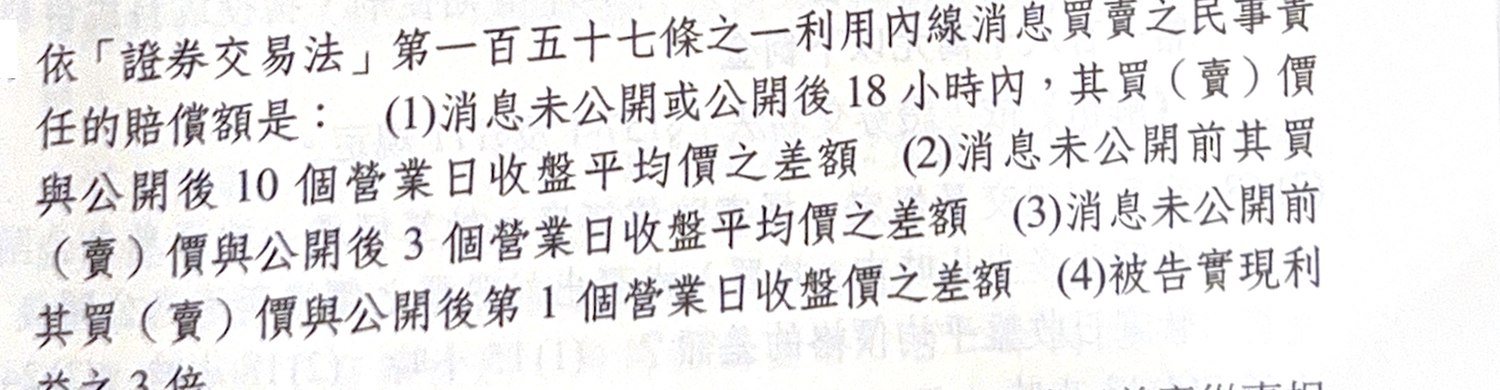 依「證券交易法」第一百五十七條之一利用內線消息買賣之民事責
任的賠償額是： (1)消息未公開或公開後 18 小時內，其買（賣）價
與公開後 10 個營業日收盤平均價之差額 (2)消息未公開前其買
（賣）價與公開後 3 個營業日收盤平均價之差額 (3)消息未公開前
其買（賣）價與公開後第 1 個營業日收盤價之差額 (4)被告實現利
益之 3 倍